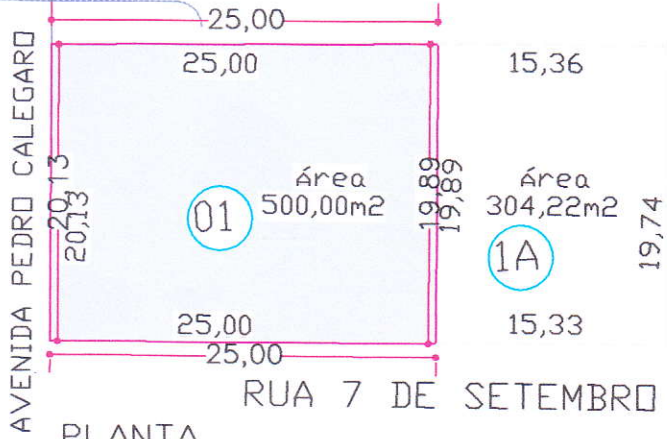 25,00
25,00
15,36
AVENIDA PEDRO CALEGARO
20,13
20,13
Área
500,00m2
01
19,89
19,89
Área
304,22m2
1A
19,74
25,00
15,33
25,00
RUA 7 DE SETEMBRO
PLANTA